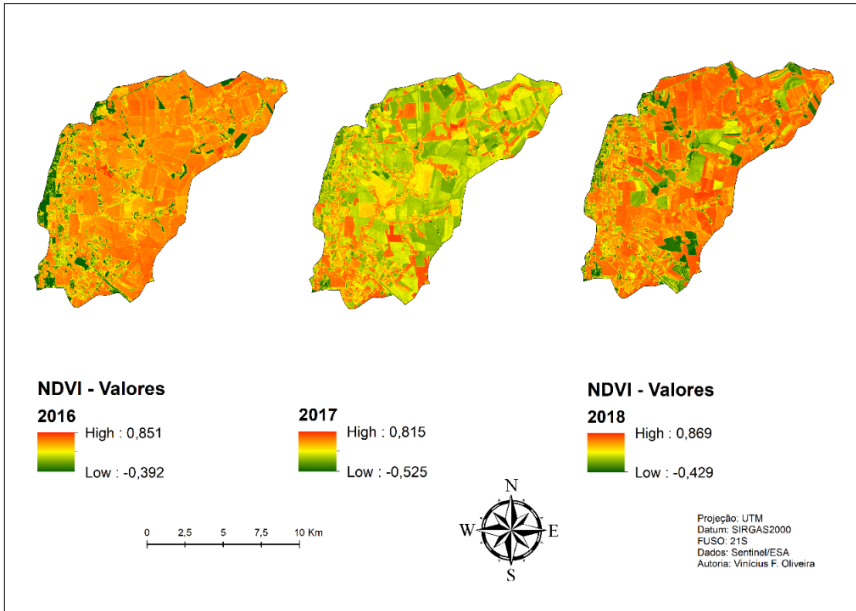 NDVI - Valores
2016
High : 0,851
Low : -0,392
2017
High : 0,815
Low : -0,525
NDVI - Valores
2018
High : 0,869
Low : -0,429
0 2,5 5 7,5 10 Km
N
W E
S
Projeção: UTM
Datum: SIRGAS2000
FUSO: 21S
Dados: Sentinel/ESA
Autoria: Vinícius F. Oliveira